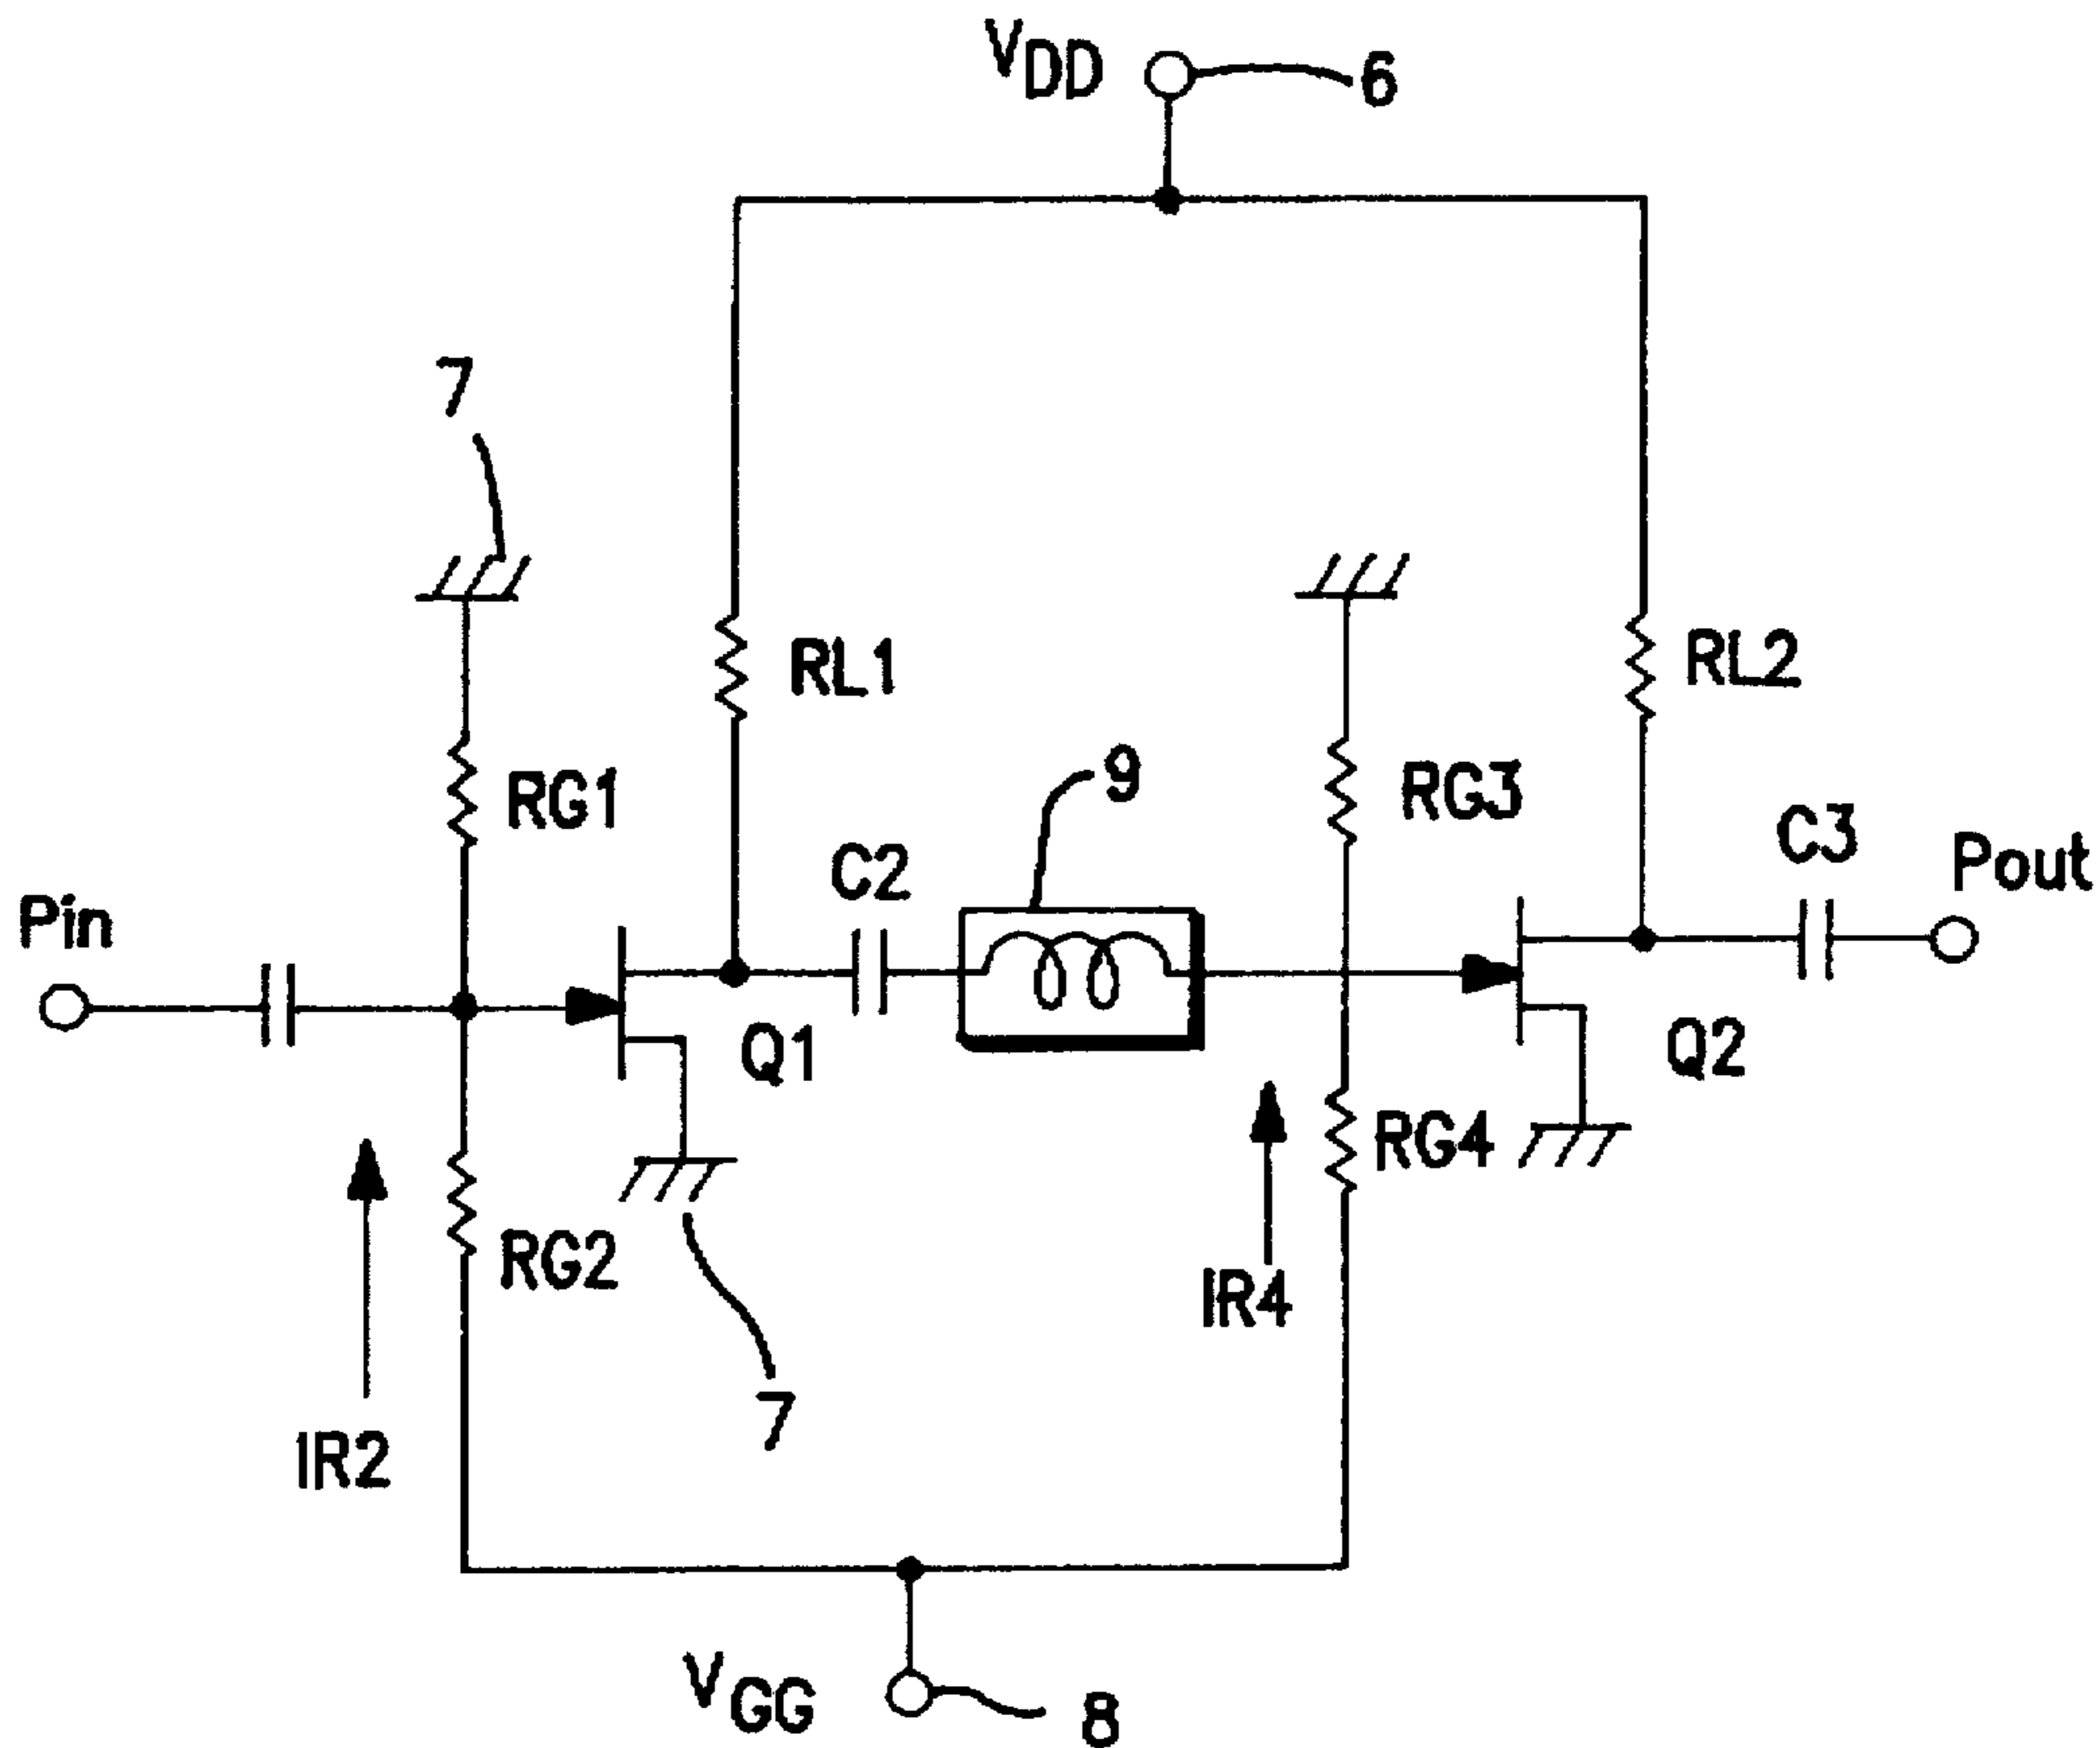 VDD
6
7
RL1
RL2
RG1
9
RG3
C2
C3
Pout
Pin
Q1
Q2
RG4
RG2
IR4
7
IR2
VGG
8